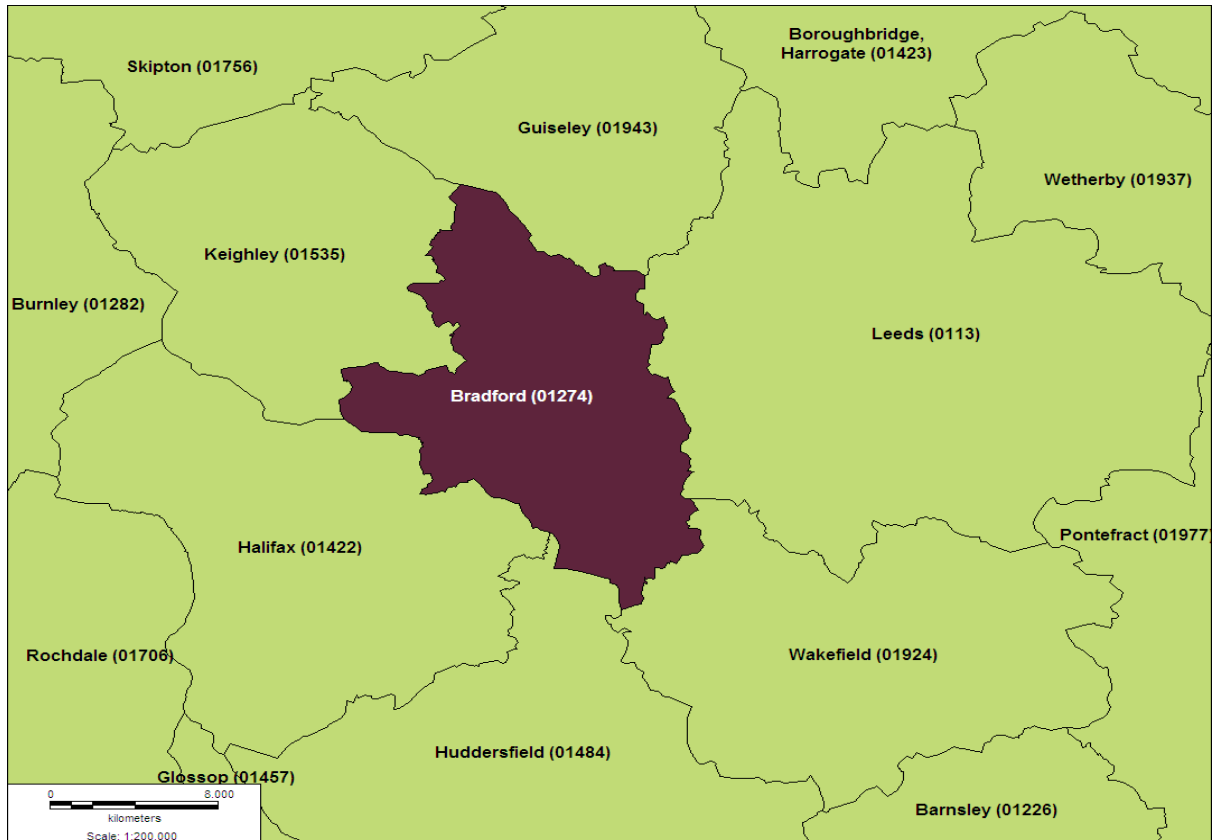 Boroughbridge,
Harrogate (01423)
Skipton (01756)
Guiseley (01943)
Wetherby (01937)
Keighley (01535)
Burnley (01282)
Leeds (0113)
Bradford (01274)
Pontefract (01977)
Halifax (01422)
Rochdale (01706)
Wakefield (01924)
Huddersfield (01484)
Glossop (01457)
Barnsley (01226)
0 8.000
kilometers
Scale: 1:200,000